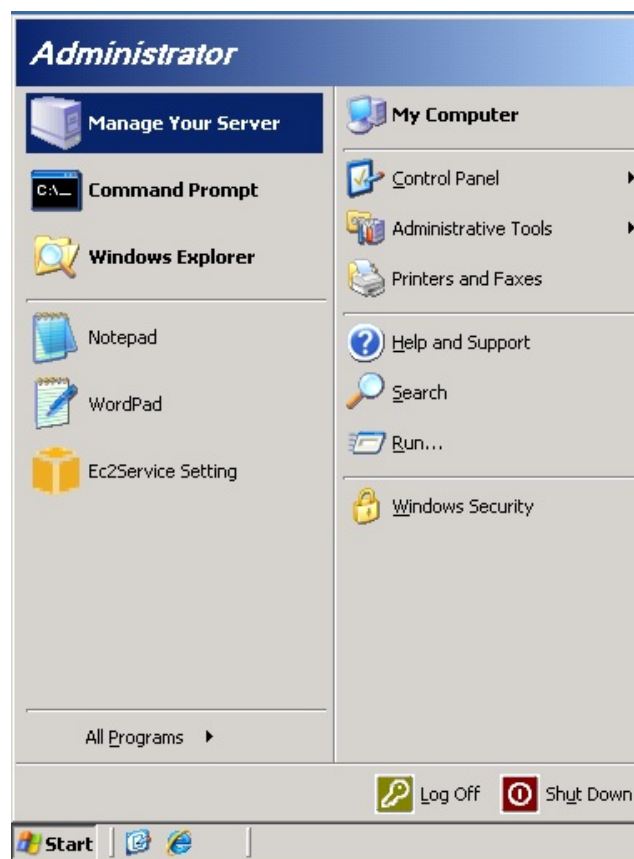 Administrator
Manage Your Server
Command Prompt
Windows Explorer
Notepad
WordPad
Ec2Service Setting
All Programs
My Computer
Control Panel
Administrative Tools
Printers and Faxes
Help and Support
Search
Run...
Windows Security
Log Off
Shut Down
Start
C:\_